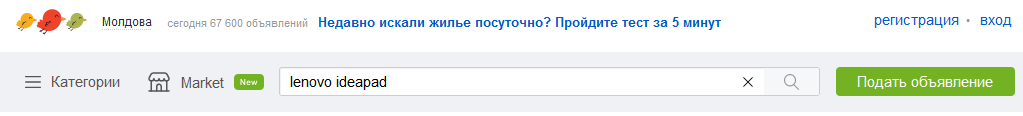 Молдова сегодня 67 600 объявлений Недавно искали жилье посуточно? Пройдите тест за 5 минут регистрация • вход
Категории Market New lenovo ideapad Подать объявление